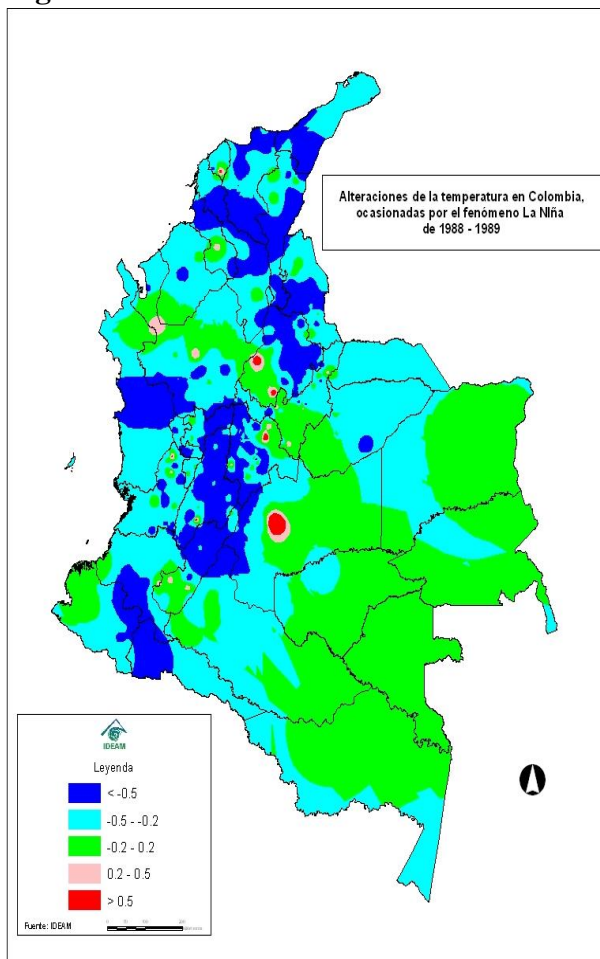 Alteraciones de la temperatura en Colombia,
ocasionadas por el fenómeno La NIña
de 1988 - 1989
IDEAM
Leyenda
< -0.5
-0.5 - -0.2
-0.2 - 0.2
0.2 - 0.5
> 0.5
Fuente: IDEAM